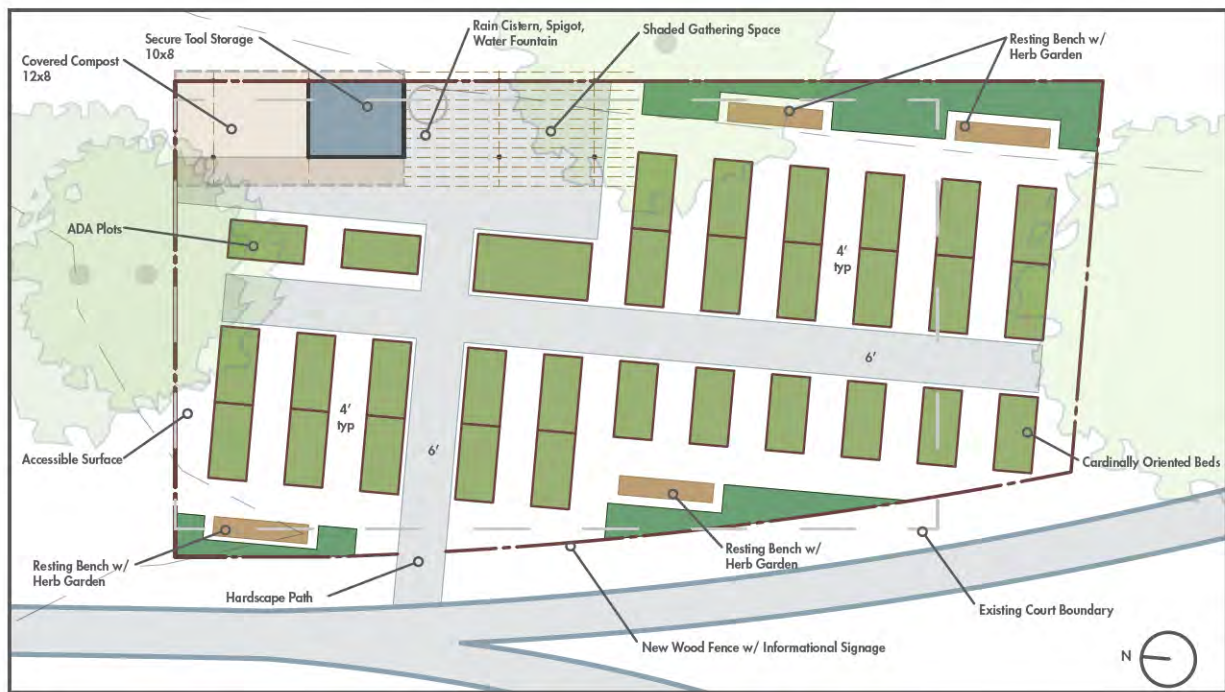 Rain Cistern, Spigot,
Water Fountain
Shaded Gathering Space
Resting Bench w/
Herb Garden
Secure Tool Storage
10x8
Covered Compost
12x8
ADA Plots
4'
typ
6'
4'
typ
6'
Accessible Surface
Cardinally Oriented Beds
Resting Bench w/
Herb Garden
Resting Bench w/
Herb Garden
Hardscape Path
Existing Court Boundary
New Wood Fence w/ Informational Signage
N